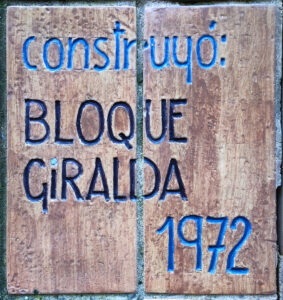 construyó:
BLOQUE
GiRALDA
1972